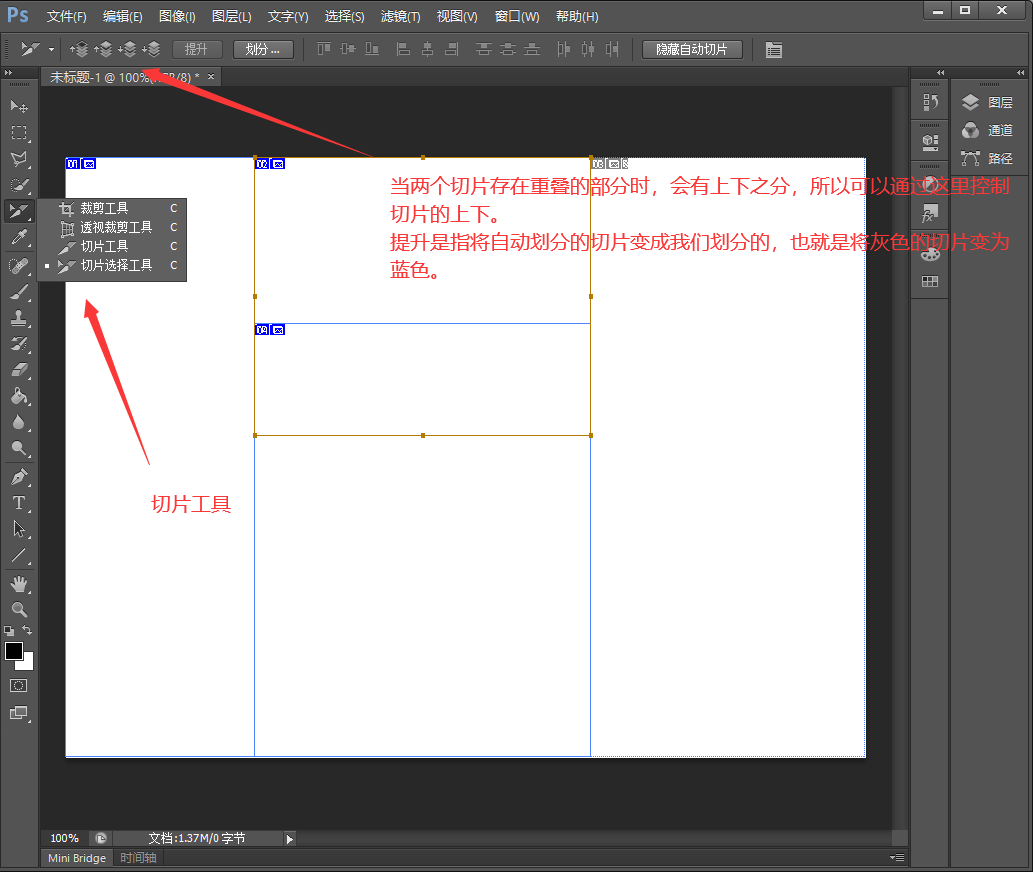 Ps 文件(F) 编辑(E) 图像(I) 图层(L) 文字(Y) 选择(S) 滤镜(T) 视图(V) 窗口(W) 帮助(H)
提升 划分... 隐藏自动切片
未标题-1 @ 100%(RGB/8) * ×
图层
通道
路径
01 02 03
当两个切片存在重叠的部分时，会有上下之分，所以可以通过这里控制
切片的上下。
提升是指将自动划分的切片变成我们划分的，也就是将灰色的切片变为
蓝色。
裁剪工具 C
透视裁剪工具 C
切片工具 C
切片选择工具 C
切片工具
100% 文档:1.37M/0 字节
Mini Bridge 时间轴